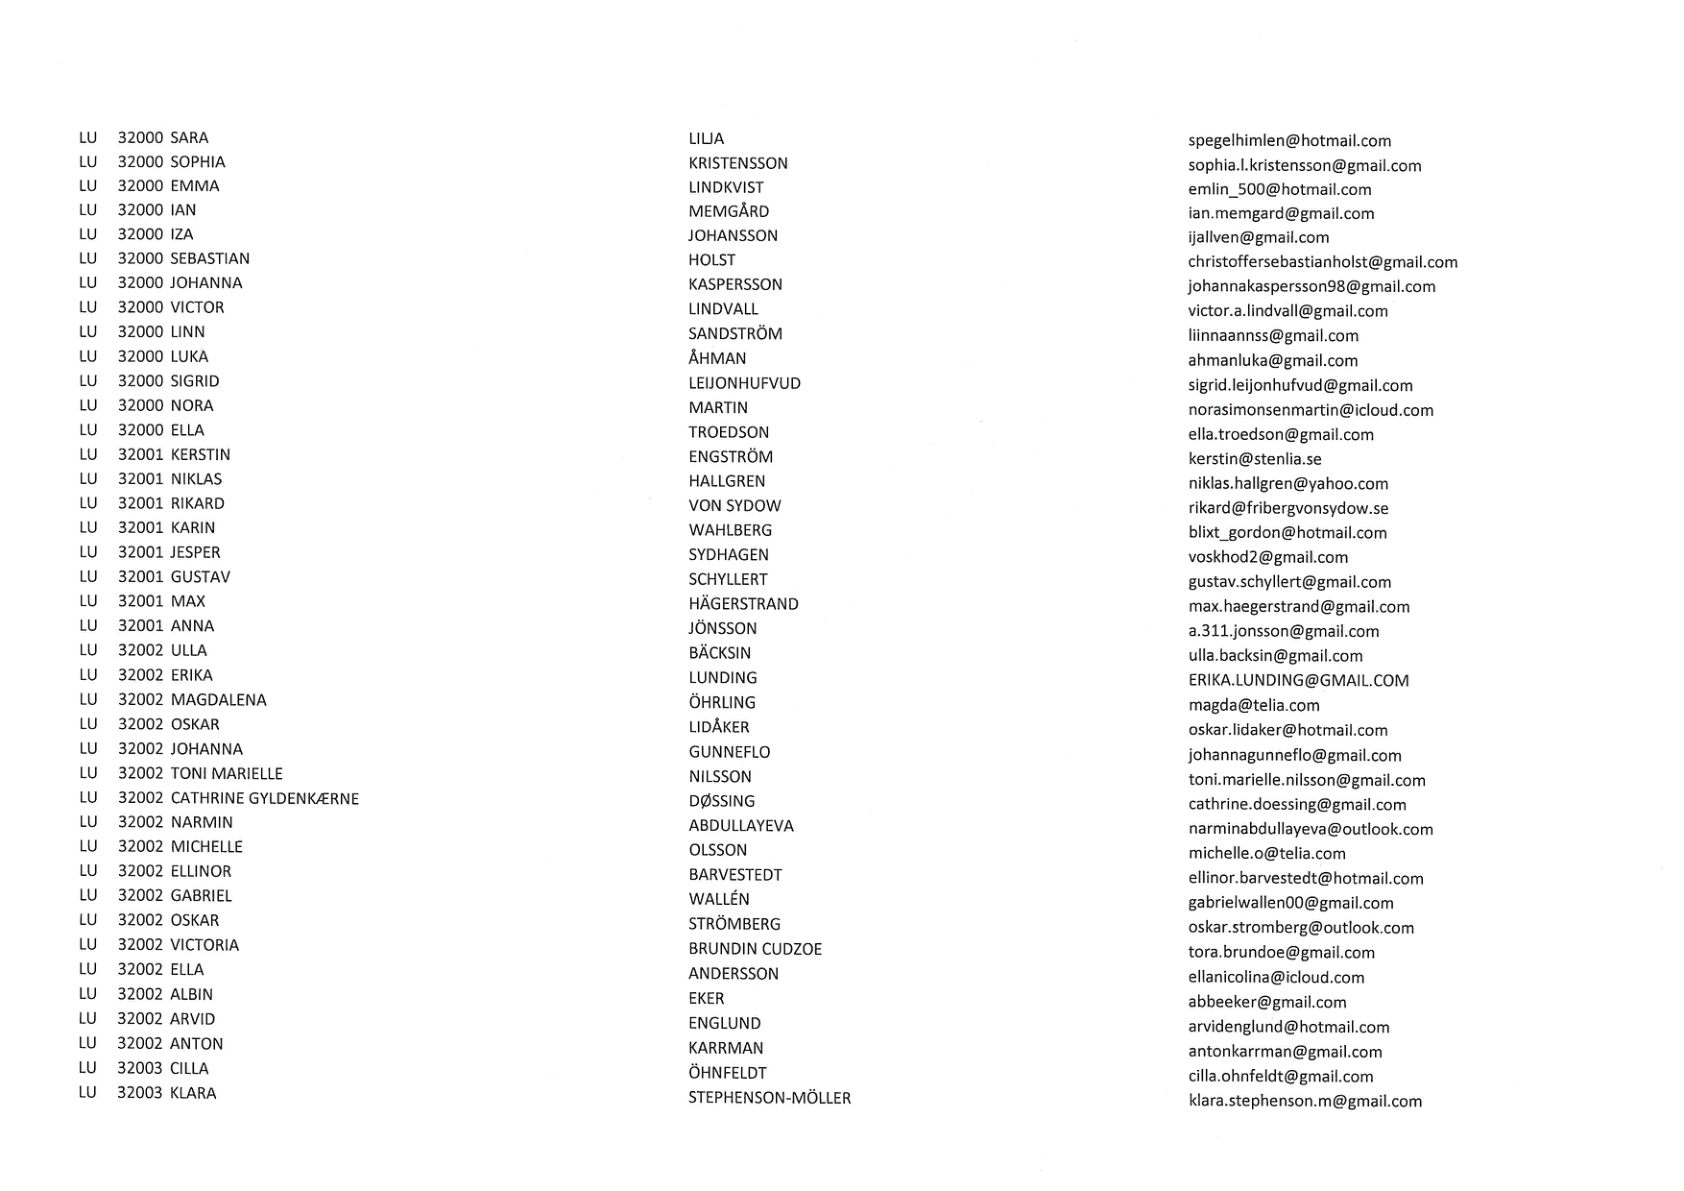 LU 32000 SARA LILJA spegelhimlen@hotmail.com
LU 32000 SOPHIA KRISTENSSON sophia.l.kristensson@gmail.com
LU 32000 EMMA LINDKVIST emlin_500@hotmail.com
LU 32000 IAN MEMGÅRD ian.memgard@gmail.com
LU 32000 IZA JOHANSSON ijallven@gmail.com
LU 32000 SEBASTIAN HOLST christoffersebastianholst@gmail.com
LU 32000 JOHANNA KASPERSSON johannakaspersson98@gmail.com
LU 32000 VICTOR LINDVALL victor.a.lindvall@gmail.com
LU 32000 LINN SANDSTRÖM liinnaannss@gmail.com
LU 32000 LUKA ÅHMAN ahmanluka@gmail.com
LU 32000 SIGRID LEIJONHUFVUD sigrid.leijonhufvud@gmail.com
LU 32000 NORA MARTIN norasimonsenmartin@icloud.com
LU 32000 ELLA TROEDSON ella.troedson@gmail.com
LU 32001 KERSTIN ENGSTRÖM kerstin@stenlia.se
LU 32001 NIKLAS HALLGREN niklas.hallgren@yahoo.com
LU 32001 RIKARD VON SYDOW rikard@fribergvonsydow.se
LU 32001 KARIN WAHLBERG blixt_gordon@hotmail.com
LU 32001 JESPER SYDHAGEN voskhod2@gmail.com
LU 32001 GUSTAV SCHYLLERT gustav.schyllert@gmail.com
LU 32001 MAX HÄGERSTRAND max.haegerstrand@gmail.com
LU 32001 ANNA JÖNSSON a.311.jonsson@gmail.com
LU 32002 ULLA BÄCKSIN ulla.backsin@gmail.com
LU 32002 ERIKA LUNDING ERIKA.LUNDING@GMAIL.COM
LU 32002 MAGDALENA ÖHRLING magda@telia.com
LU 32002 OSKAR LIDÅKER oskar.lidaker@hotmail.com
LU 32002 JOHANNA GUNNEFLO johannagunneflo@gmail.com
LU 32002 TONI MARIELLE NILSSON toni.marielle.nilsson@gmail.com
LU 32002 CATHRINE GYLDENKÆRNE DØSSING cathrine.doessing@gmail.com
LU 32002 NARMIN ABDULLAYEVA narminabdullayeva@outlook.com
LU 32002 MICHELLE OLSSON michelle.o@telia.com
LU 32002 ELLINOR BARVESTEDT ellinor.barvestedt@hotmail.com
LU 32002 GABRIEL WALLÉN gabrielwallen00@gmail.com
LU 32002 OSKAR STRÖMBERG oskar.stromberg@outlook.com
LU 32002 VICTORIA BRUNDIN CUDZOE tora.brundoe@gmail.com
LU 32002 ELLA ANDERSSON ellanicolina@icloud.com
LU 32002 ALBIN EKER abbeeker@gmail.com
LU 32002 ARVID ENGLUND arvidenglund@hotmail.com
LU 32002 ANTON KARRMAN antonkarrman@gmail.com
LU 32003 CILLA ÖHNFELDT cilla.ohnfeldt@gmail.com
LU 32003 KLARA STEPHENSON-MÖLLER klara.stephenson.m@gmail.com